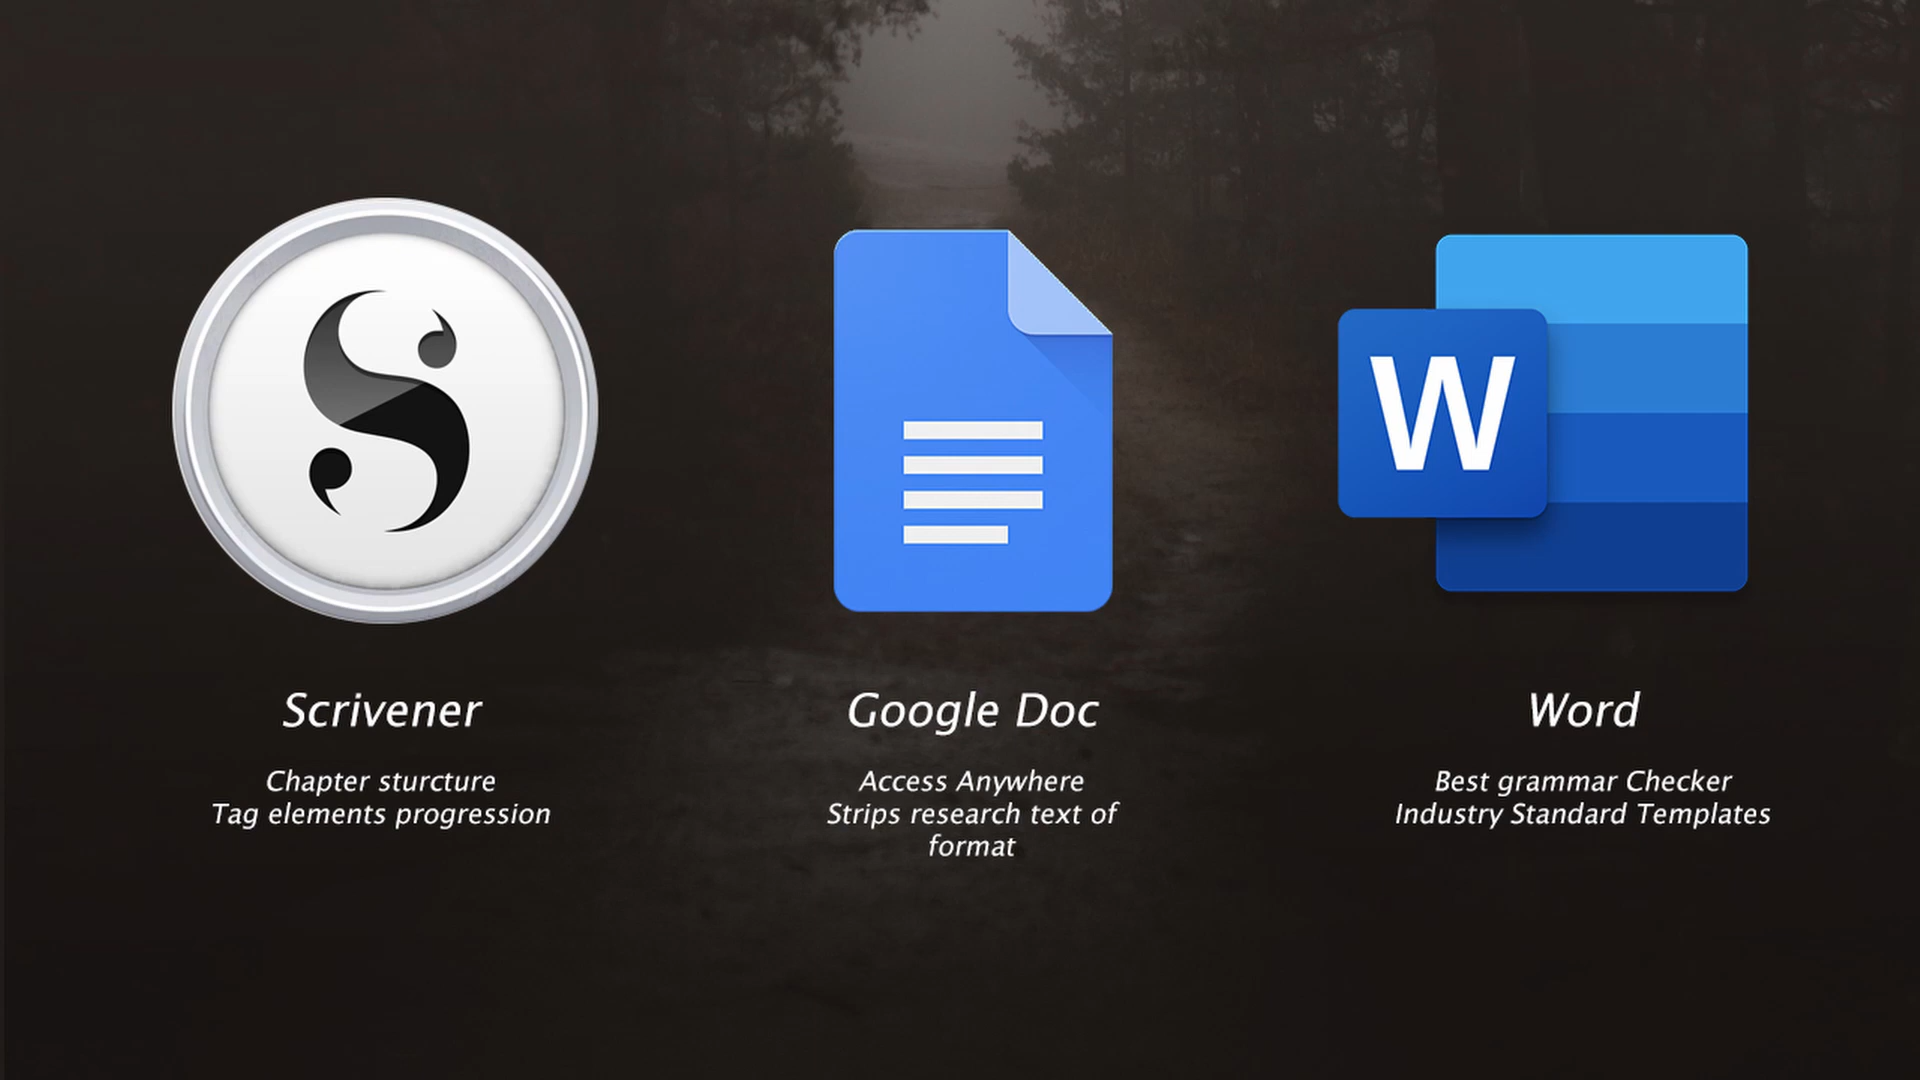 W
Scrivener
Chapter sturcture
Tag elements progression
Google Doc
Access Anywhere
Strips research text of
format
Word
Best grammar Checker
Industry Standard Templates